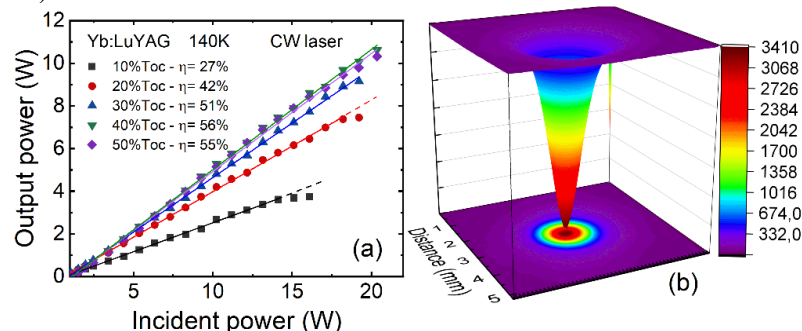 Yb:LuYAG 140K CW laser
10%Toc - η= 27%
20%Toc - η= 42%
30%Toc - η= 51%
40%Toc - η= 56%
50%Toc - η= 55%
12
10
8
6
4
2
0
Output power (W)
0 5 10 15 20
Incident power (W)
(a)
1 2 3 4 5
Distance (mm)
(b)
3410
3068
2726
2384
2042
1700
1358
1016
674,0
332,0